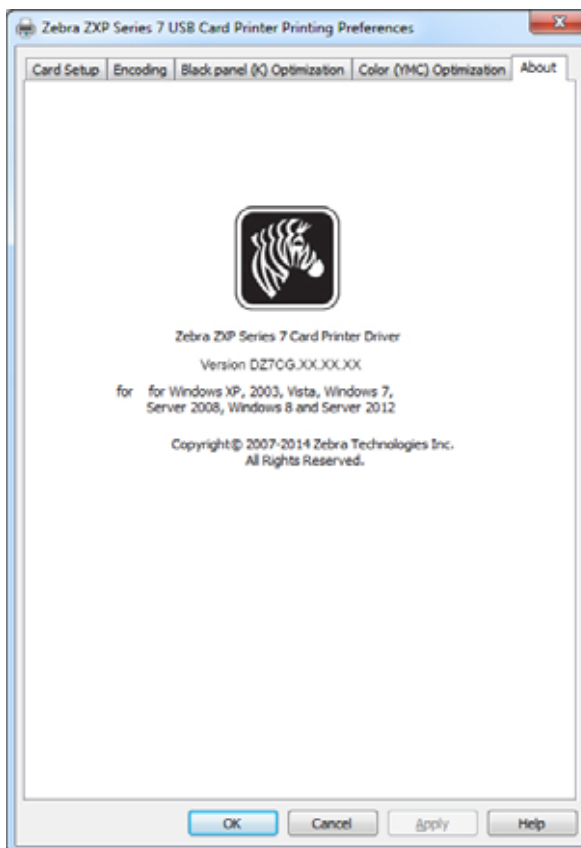 Zebra ZXP Series 7 USB Card Printer Printing Preferences
Card Setup
Encoding
Black panel (K) Optimization
Color (YMC) Optimization
About
Zebra ZXP Series 7 Card Printer Driver
Version DZ7CG.XX.XX.XX
for for Windows XP, 2003, Vista, Windows 7,
Server 2008, Windows 8 and Server 2012
Copyright© 2007-2014 Zebra Technologies Inc.
All Rights Reserved.
OK
Cancel
Apply
Help